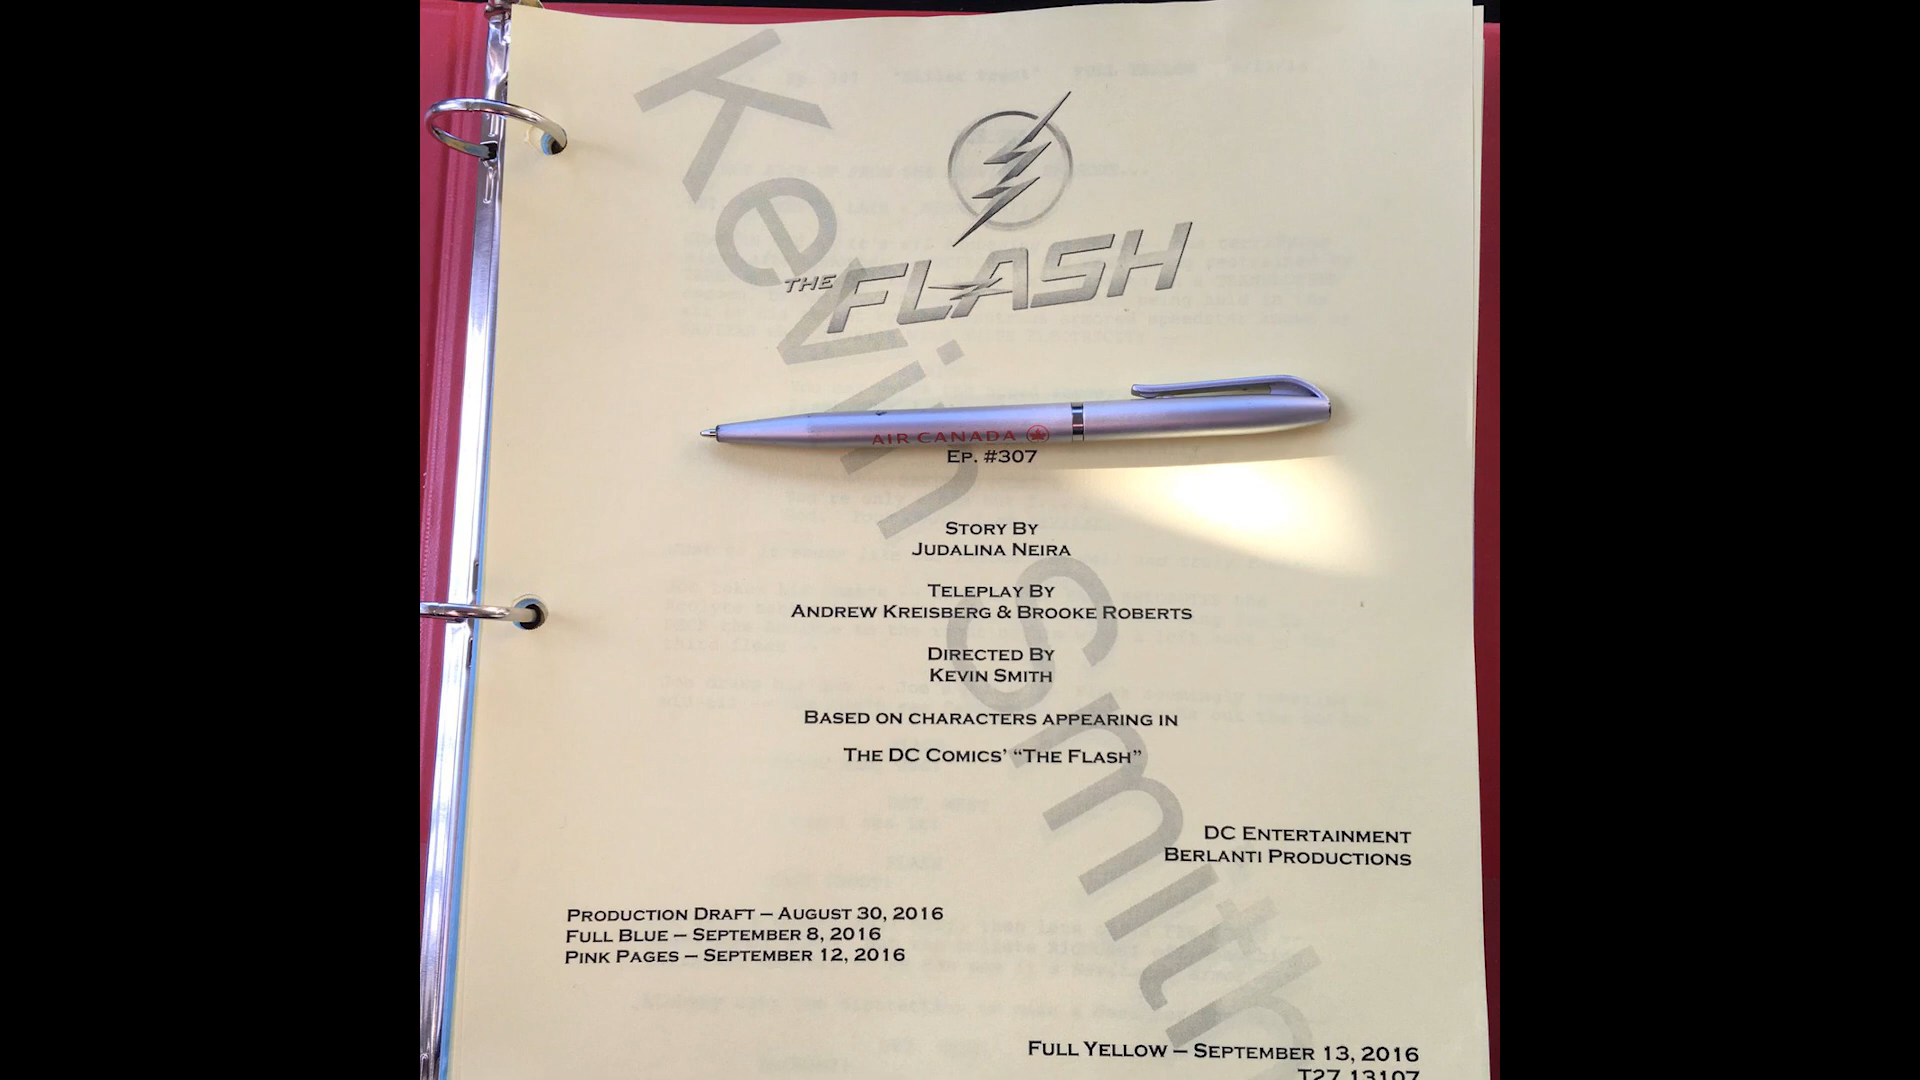 Kevin Smith
THE FLASH
AIR CANADA
EP. #307
STORY BY
JUDALINA NEIRA
TELEPLAY BY
ANDREW KREISBERG & BROOKE ROBERTS
DIRECTED BY
KEVIN SMITH
BASED ON CHARACTERS APPEARING IN
THE DC COMICS' “THE FLASH”
DC ENTERTAINMENT
BERLANTI PRODUCTIONS
PRODUCTION DRAFT – AUGUST 30, 2016
FULL BLUE – SEPTEMBER 8, 2016
PINK PAGES – SEPTEMBER 12, 2016
FULL YELLOW – SEPTEMBER 13, 2016
T27.13107